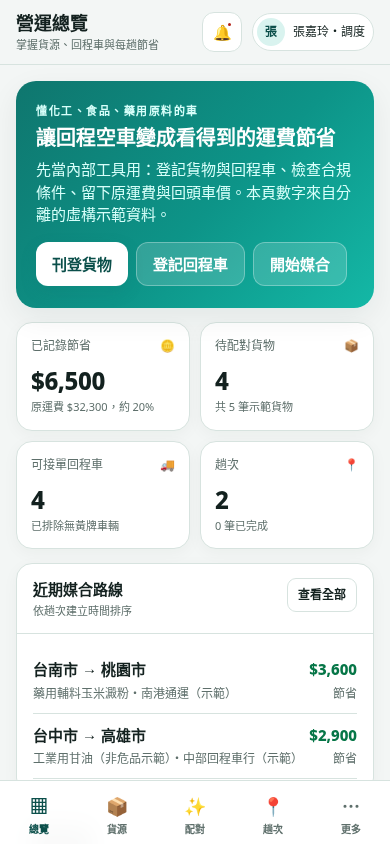 營運總覽
掌握貨源、回程車與每趟節省
張 張嘉玲・調度
懂化工、食品、藥用原料的車
讓回程空車變成看得到的運費節省
先當內部工具用：登記貨物與回程車、檢查合規
條件、留下原運費與回頭車價。本頁數字來自分
離的虛構示範資料。
刊登貨物 登記回程車 開始媒合
已記錄節省
$6,500
原運費 $32,300，約 20%
待配對貨物
4
共 5 筆示範貨物
可接單回程車
4
已排除無黃牌車輛
趟次
2
0 筆已完成
近期媒合路線
依趟次建立時間排序
查看全部
台南市 → 桃園市 $3,600
藥用輔料玉米澱粉・南港通運（示範） 節省
台中市 → 高雄市 $2,900
工業用甘油（非危品示範）・中部回程車行（示範） 節省
總覽 貨源 配對 趟次 更多